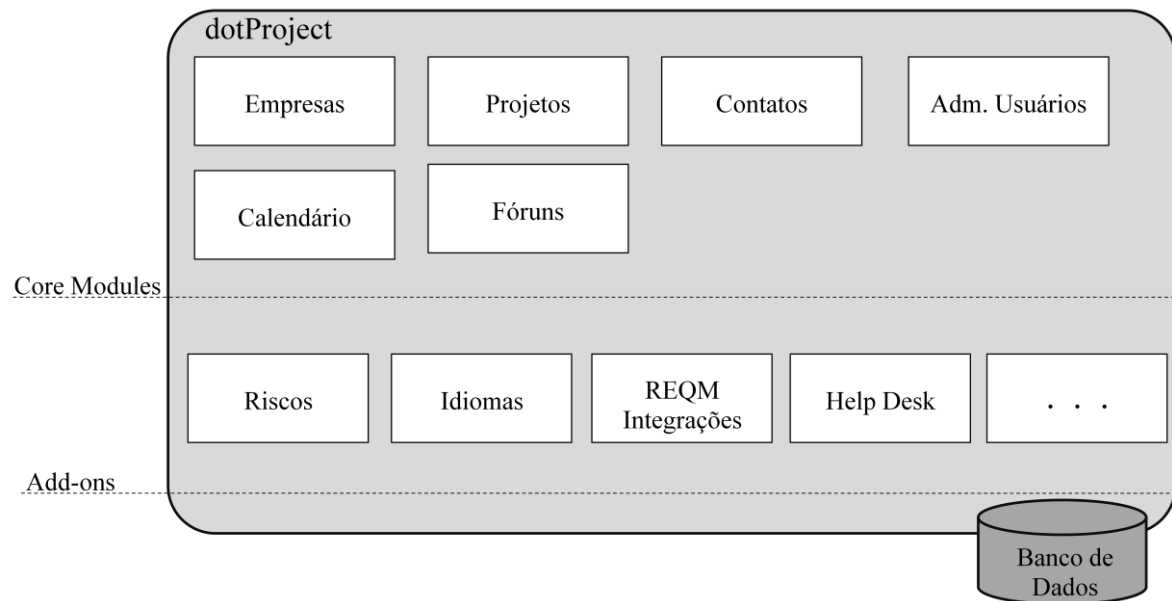 dotProject
Empresas
Projetos
Contatos
Adm. Usuários
Calendário
Fóruns
Core Modules
Riscos
Idiomas
REQM
Integrações
Help Desk
. . .
Add-ons
Banco de
Dados